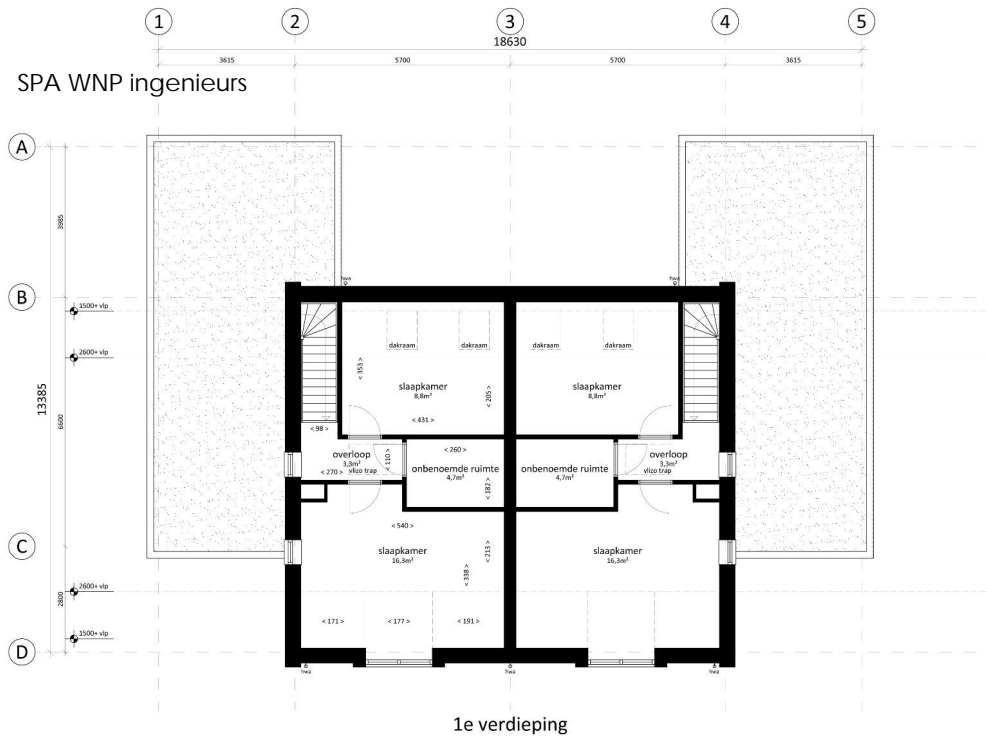 1 2 3 4 5
18630
3615 5700 5700 3615
SPA WNP ingenieurs
A
3985
B
hwa hwa
1500+ vlp
2600+ vlp
dakraam dakraam dakraam dakraam
< 353 >
slaapkamer slaapkamer
8,8m² 8,8m²
< 205 >
13385
6600
< 431 >
< 98 >
< 260 >
overloop overloop
3,3m² 3,3m²
vlizo trap vlizo trap
< 110 >
< 270 >
onbenoemde ruimte onbenoemde ruimte
4,7m² 4,7m²
< 182 >
< 540 >
C
slaapkamer slaapkamer
16,3m² 16,3m²
< 213 >
< 338 >
2600+ vlp
2800
< 171 > < 177 > < 191 >
1500+ vlp
D
hwa hwa hwa
1e verdieping